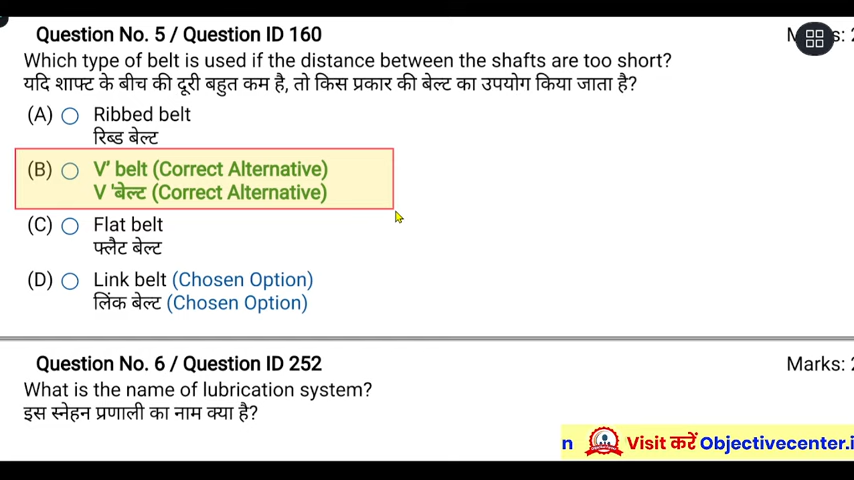 Question No. 5 / Question ID 160
Which type of belt is used if the distance between the shafts are too short?
यदि शाफ्ट के बीच की दूरी बहुत कम है, तो किस प्रकार की बेल्ट का उपयोग किया जाता है?
(A) Ribbed belt
रिब्ड बेल्ट
(B) V' belt (Correct Alternative)
V 'बेल्ट (Correct Alternative)
(C) Flat belt
फ्लैट बेल्ट
(D) Link belt (Chosen Option)
लिंक बेल्ट (Chosen Option)
Question No. 6 / Question ID 252
Marks:
What is the name of lubrication system?
इस स्नेहन प्रणाली का नाम क्या है?
n Visit करें Objectivecenter.i